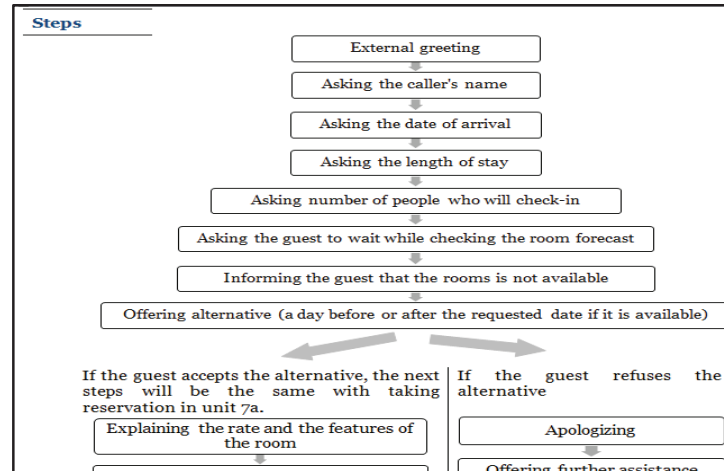 Steps
External greeting
Asking the caller's name
Asking the date of arrival
Asking the length of stay
Asking number of people who will check-in
Asking the guest to wait while checking the room forecast
Informing the guest that the rooms is not available
Offering alternative (a day before or after the requested date if it is available)
If the guest accepts the alternative, the next
steps will be the same with taking
reservation in unit 7a.
Explaining the rate and the features of
the room
If the guest refuses the
alternative
Apologizing
Offering further assistance